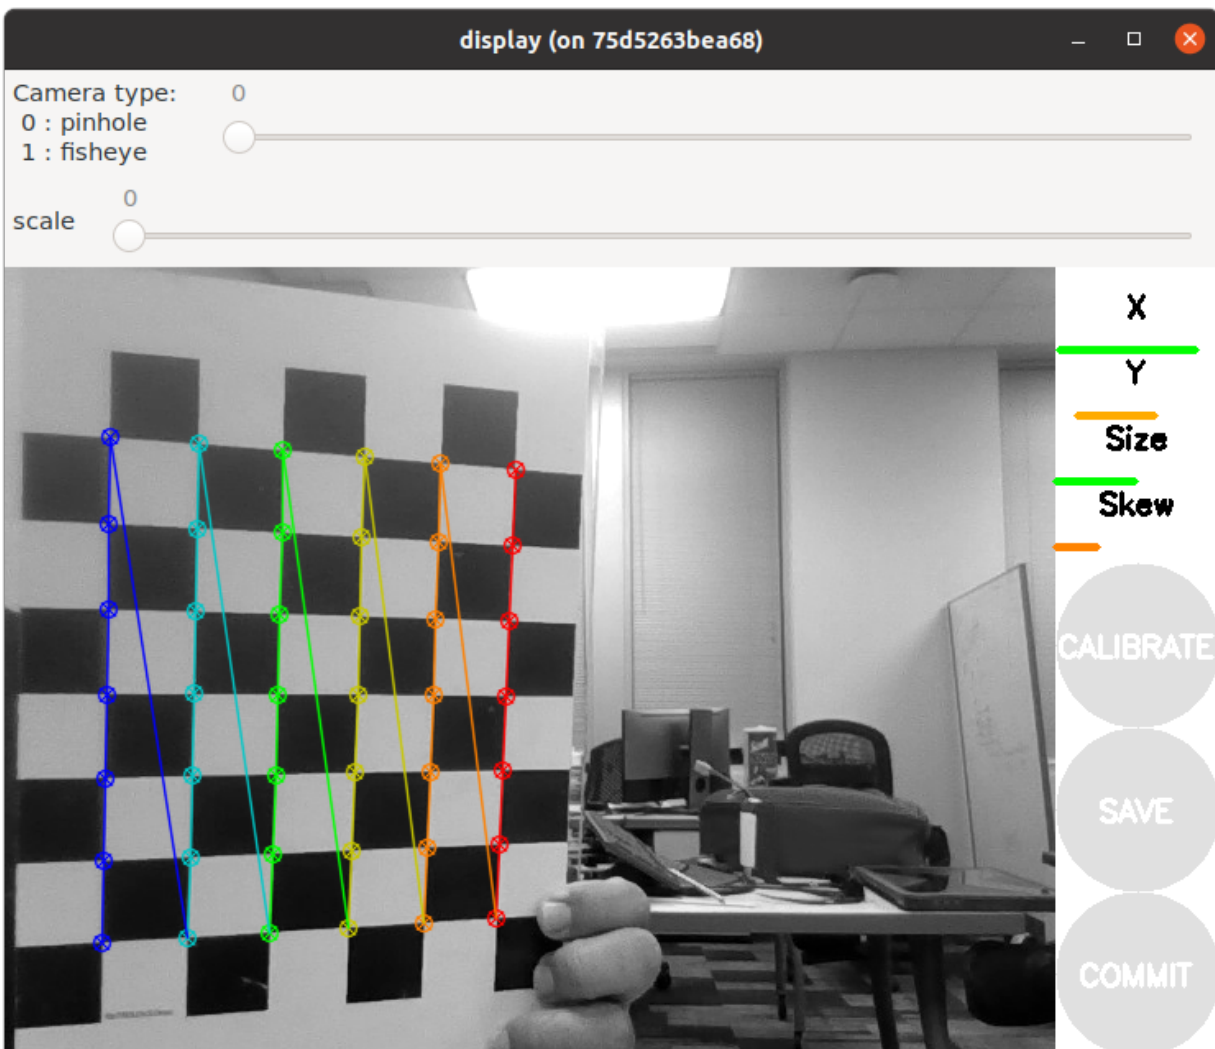 display (on 75d5263bea68)
Camera type: 0
0 : pinhole
1 : fisheye
0
scale
X
Y
Size
Skew
CALIBRATE
SAVE
COMMIT